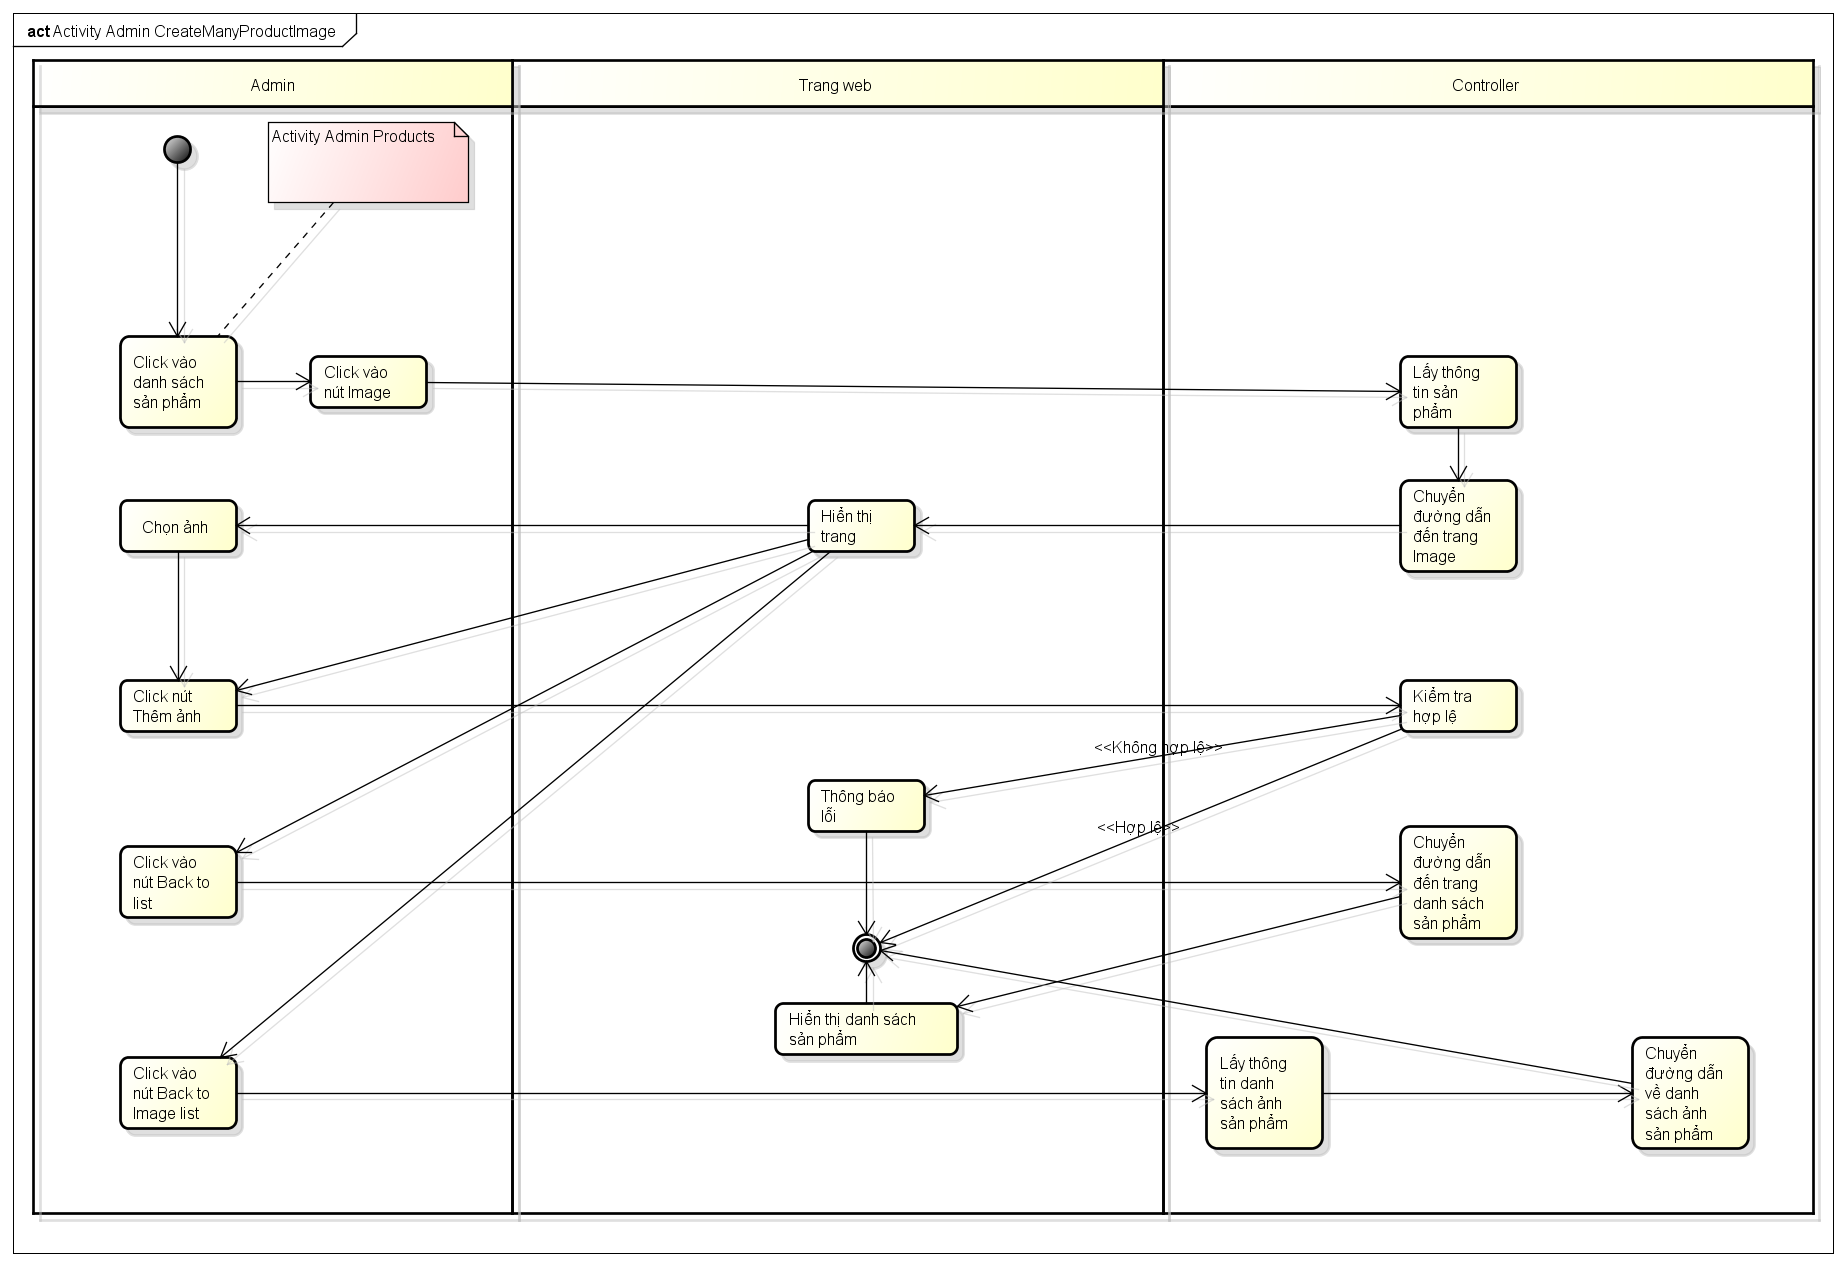 act Activity Admin CreateManyProductImage
Admin
Trang web
Controller
Activity Admin Products
Click vào
danh sách
sản phẩm
Click vào
nút Image
Lấy thông
tin sản
phẩm
Chọn ảnh
Hiển thị
trang
Chuyển
đường dẫn
đến trang
Image
Click nút
Thêm ảnh
Kiểm tra
hợp lệ
<<Không hợp lệ>>
Thông báo
lỗi
<<Hợp lệ>>
Click vào
nút Back to
list
Chuyển
đường dẫn
đến trang
danh sách
sản phẩm
Hiển thị danh sách
sản phẩm
Click vào
nút Back to
Image list
Lấy thông
tin danh
sách ảnh
sản phẩm
Chuyển
đường dẫn
về danh
sách ảnh
sản phẩm